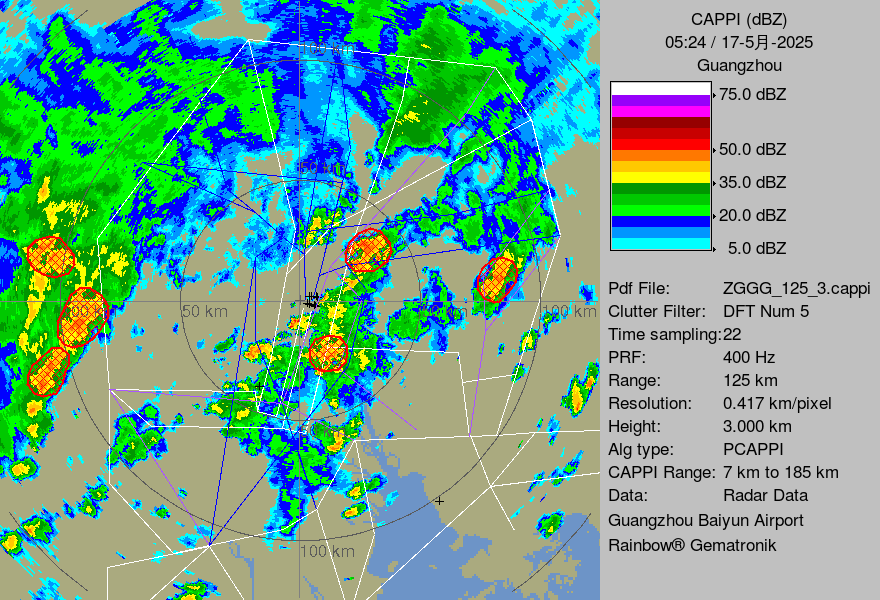 CAPPI (dBZ)
05:24 / 17-5月-2025
Guangzhou
75.0 dBZ
50.0 dBZ
35.0 dBZ
20.0 dBZ
5.0 dBZ
Pdf File: ZGGG_125_3.cappi
Clutter Filter: DFT Num 5
Time sampling:22
PRF: 400 Hz
Range: 125 km
Resolution: 0.417 km/pixel
Height: 3.000 km
Alg type: PCAPPI
CAPPI Range: 7 km to 185 km
Data: Radar Data
Guangzhou Baiyun Airport
Rainbow® Gematronik
100 km
50 km
100 km
50 km
100 km
100 km